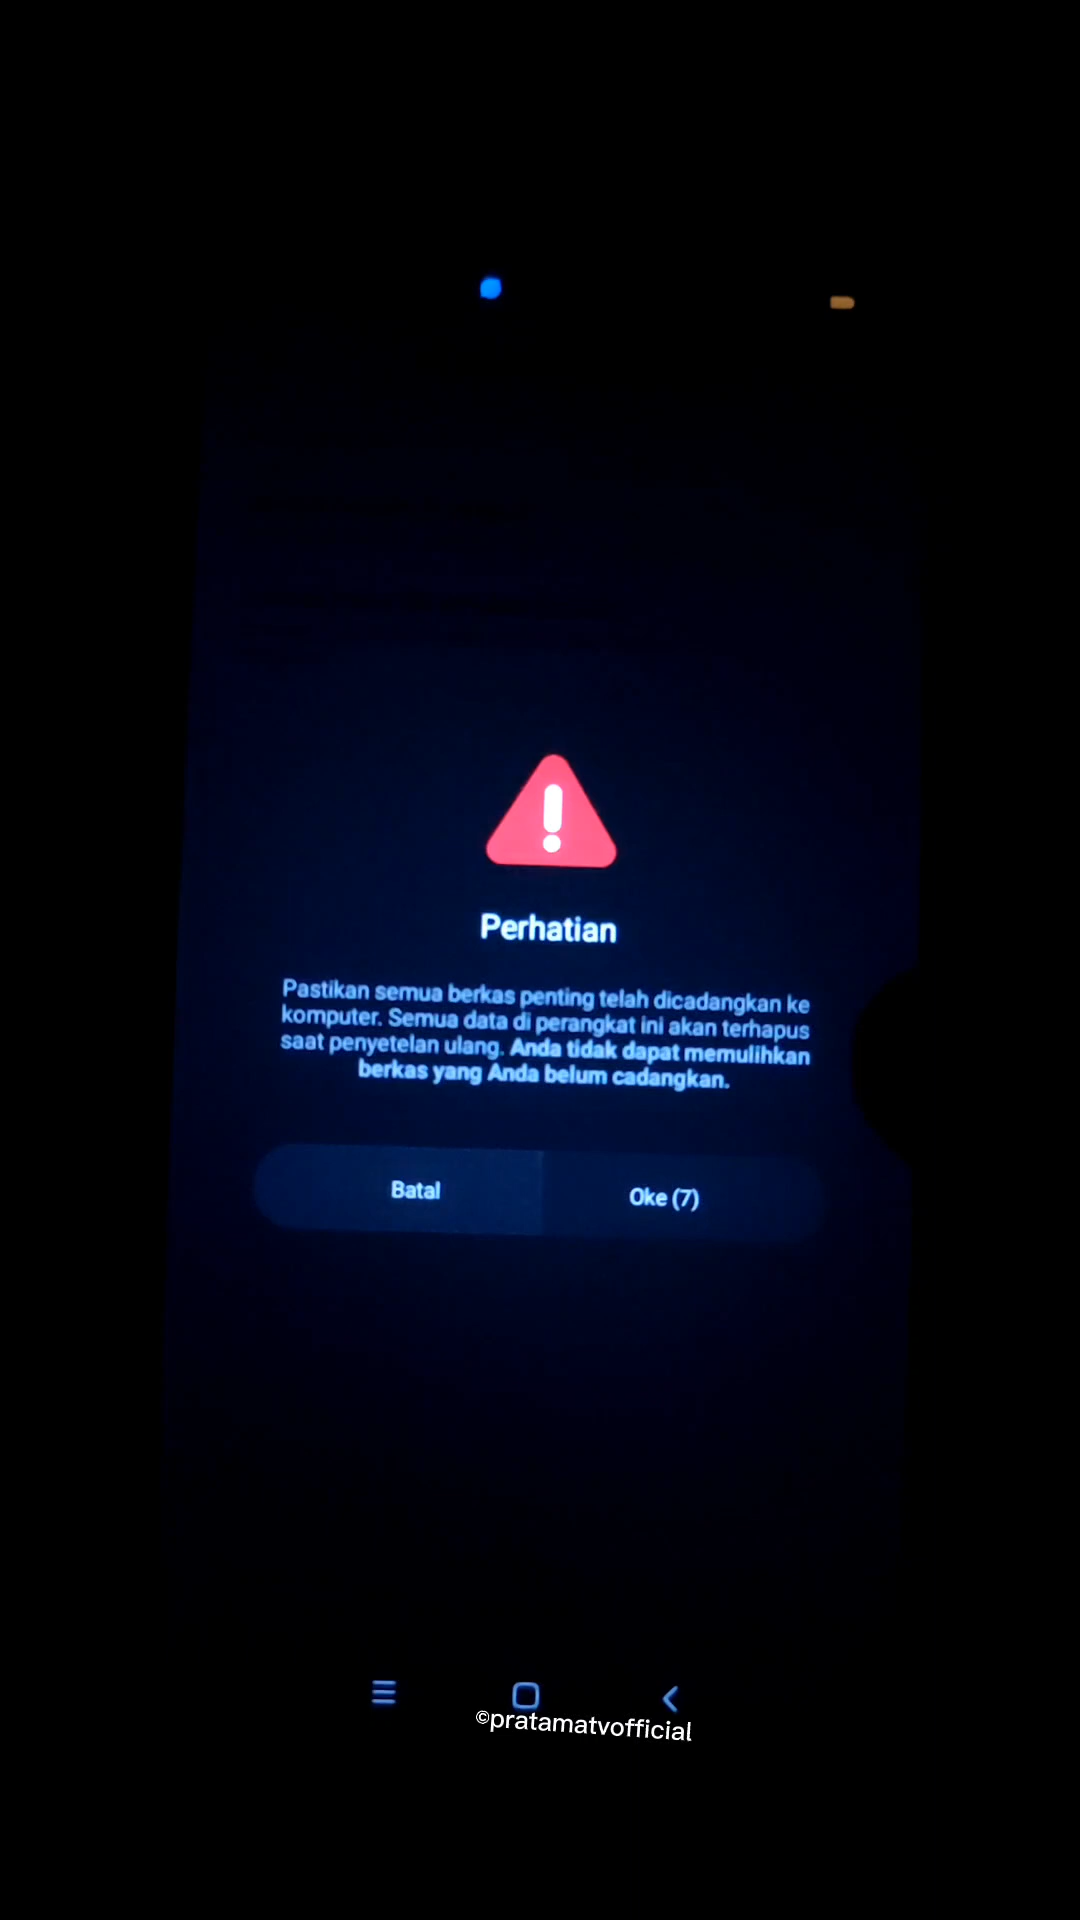 Perhatian
Pastikan semua berkas penting telah dicadangkan ke
komputer. Semua data di perangkat ini akan terhapus
saat penyetelan ulang. Anda tidak dapat memulihkan
berkas yang Anda belum cadangkan.
Batal Oke (7)
©pratamatvofficial